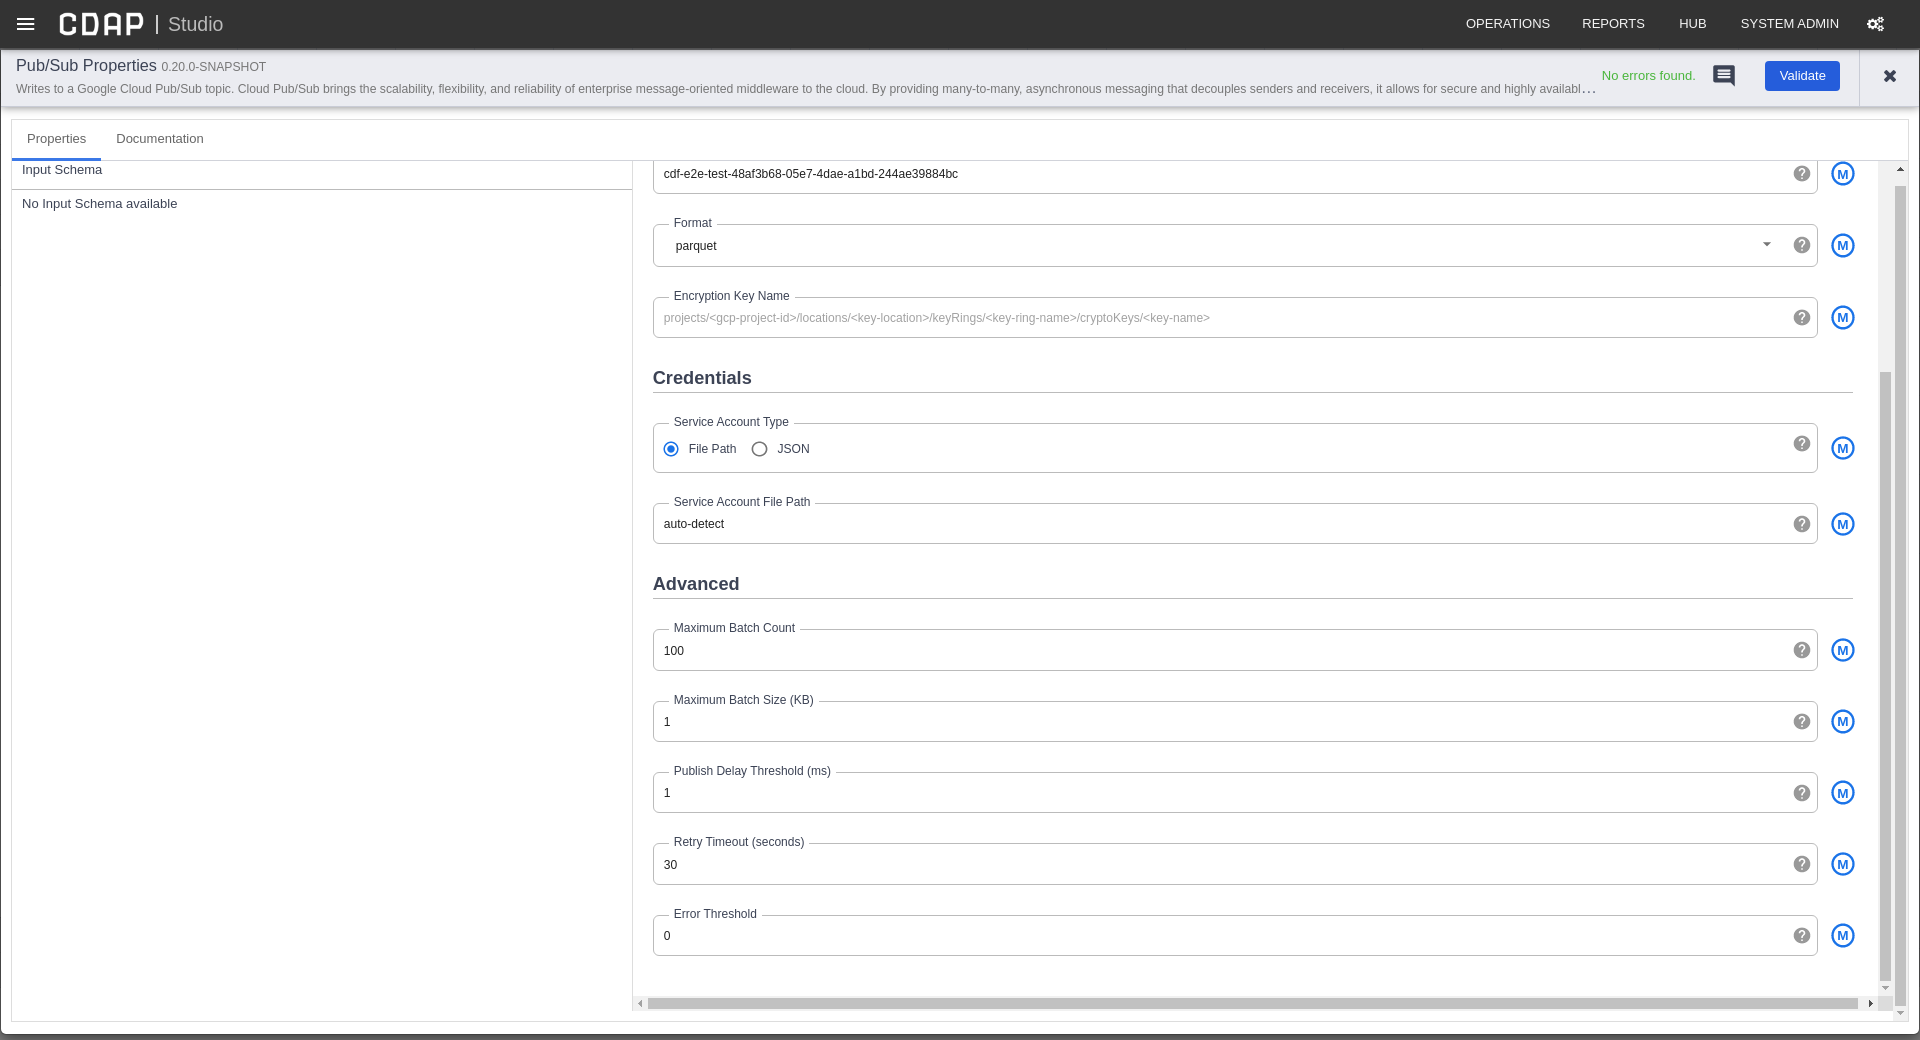 CDAP | Studio
OPERATIONS REPORTS HUB SYSTEM ADMIN
Pub/Sub Properties 0.20.0-SNAPSHOT
Writes to a Google Cloud Pub/Sub topic. Cloud Pub/Sub brings the scalability, flexibility, and reliability of enterprise message-oriented middleware to the cloud. By providing many-to-many, asynchronous messaging that decouples senders and receivers, it allows for secure and highly availabl...
No errors found.
Validate
Properties Documentation
Input Schema
No Input Schema available
cdf-e2e-test-48af3b68-05e7-4dae-a1bd-244ae39884bc
? M
Format
parquet
? M
Encryption Key Name
projects/<gcp-project-id>/locations/<key-location>/keyRings/<key-ring-name>/cryptoKeys/<key-name>
? M
Credentials
Service Account Type
File Path JSON
? M
Service Account File Path
auto-detect
? M
Advanced
Maximum Batch Count
100
? M
Maximum Batch Size (KB)
1
? M
Publish Delay Threshold (ms)
1
? M
Retry Timeout (seconds)
30
? M
Error Threshold
0
? M